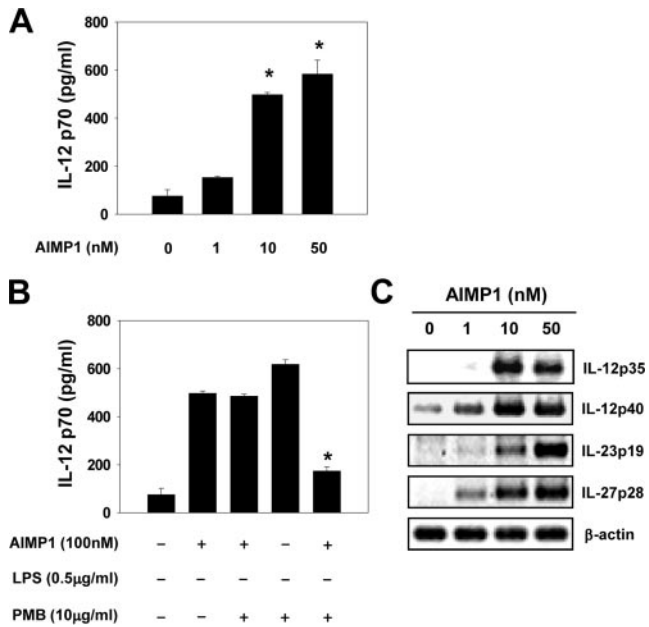 A
IL-12 p70 (pg/ml)
800
600
400
200
0
* *
AIMP1 (nM) 0 1 10 50
B
IL-12 p70 (pg/ml)
800
600
400
200
0
*
AIMP1 (100nM) – + + – +
LPS (0.5μg/ml) – – – – –
PMB (10μg/ml) – – + + +
C
AIMP1 (nM)
0 1 10 50
IL-12p35
IL-12p40
IL-23p19
IL-27p28
β-actin